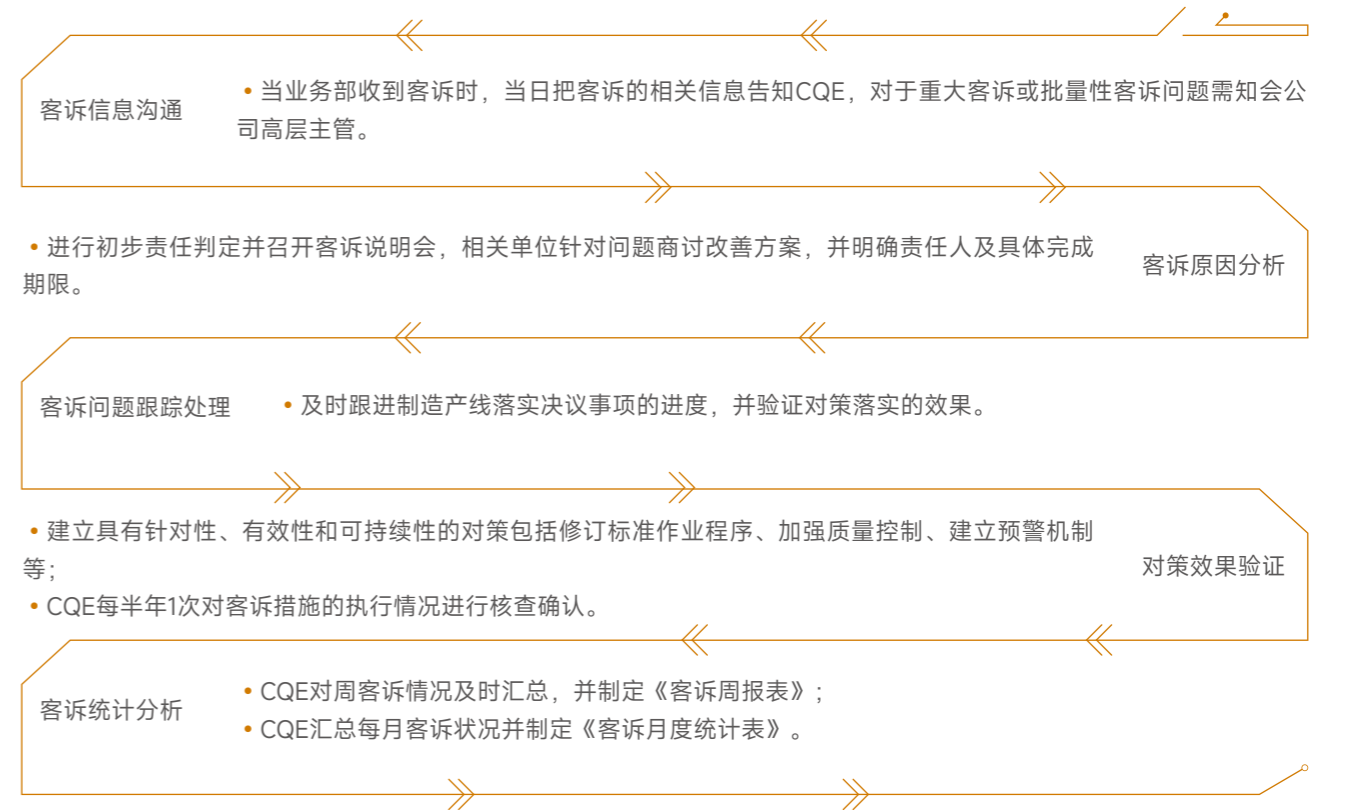 客诉信息沟通
•当业务部收到客诉时，当日把客诉的相关信息告知CQE，对于重大客诉或批量性客诉问题需知会公
司高层主管。
•进行初步责任判定并召开客诉说明会，相关单位针对问题商讨改善方案，并明确责任人及具体完成
期限。
客诉原因分析
客诉问题跟踪处理
•及时跟进制造产线落实决议事项的进度，并验证对策落实的效果。
•建立具有针对性、有效性和可持续性的对策包括修订标准作业程序、加强质量控制、建立预警机制
等；
•CQE每半年1次对客诉措施的执行情况进行核查确认。
对策效果验证
客诉统计分析
•CQE对周客诉情况及时汇总，并制定《客诉周报表》；
•CQE汇总每月客诉状况并制定《客诉月度统计表》。